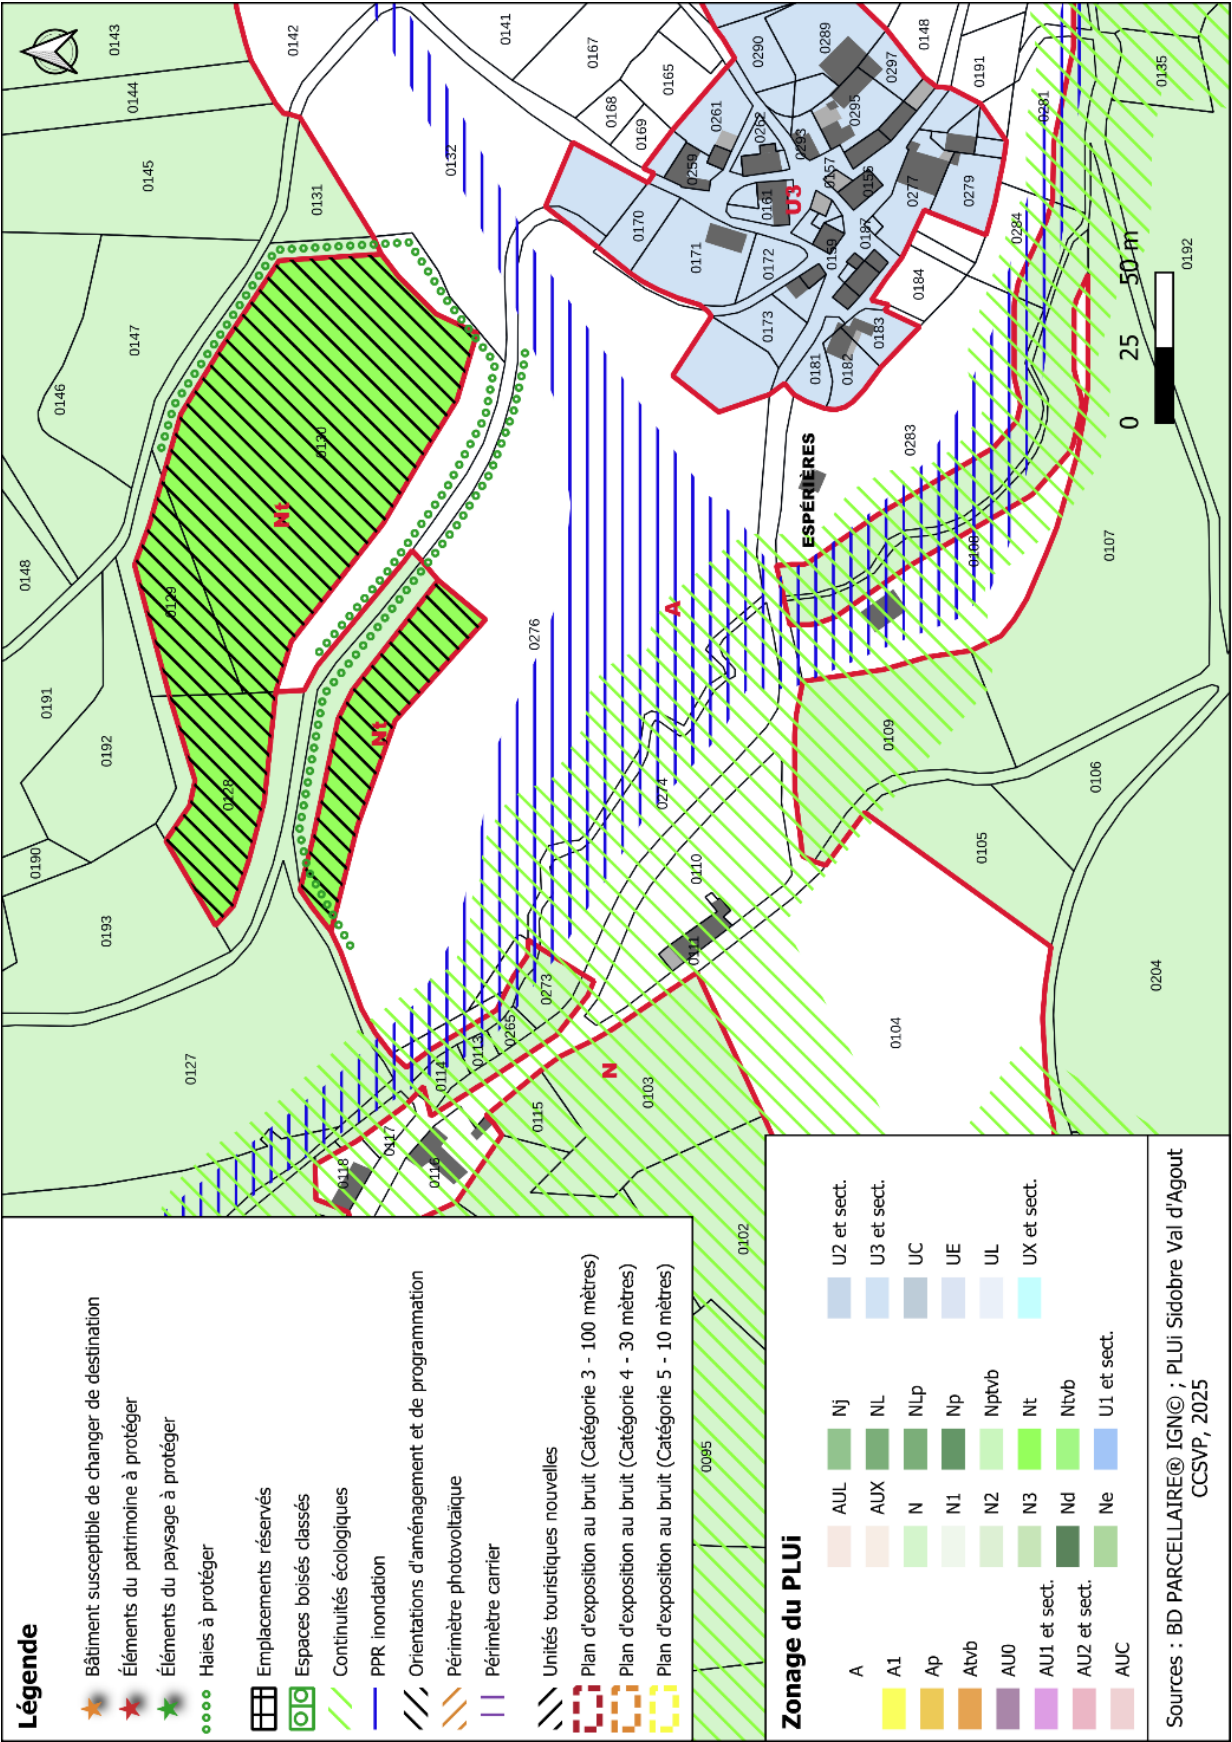 0143
0144
0145
0142
0141
0167
0165
0168
0169
0132
0131
0147
0146
0148
0191
0192
0190
0193
0127
0130
0129
0128
Nt
Nt
0290
0289
0297
0148
0191
0135
0261
0262
0295
0293
0259
0157
0161
U3
0277
0279
0281
0170
0171
0172
0159
0187
0184
0284
0192
0173
0181
0182
0183
0283
ESPÉRIÈRES
0276
A
0274
0108
0107
0109
0106
0105
0110
0111
0104
0204
0273
0265
0113
0114
N
0103
0115
0117
0116
0118
0102
0095
0 25 50 m
Légende
Bâtiment susceptible de changer de destination
Éléments du patrimoine à protéger
Éléments du paysage à protéger
Haies à protéger
Emplacements réservés
Espaces boisés classés
Continuités écologiques
PPR inondation
Orientations d'aménagement et de programmation
Périmètre photovoltaïque
Périmètre carrier
Unités touristiques nouvelles
Plan d'exposition au bruit (Catégorie 3 - 100 mètres)
Plan d'exposition au bruit (Catégorie 4 - 30 mètres)
Plan d'exposition au bruit (Catégorie 5 - 10 mètres)
Zonage du PLUi
A
A1
Ap
Atvb
AU0
AU1 et sect.
AU2 et sect.
AUC
AUL
AUX
N
N1
N2
N3
Nd
Ne
Nj
NL
NLp
Np
Nptvb
Nt
Ntvb
U1 et sect.
U2 et sect.
U3 et sect.
UC
UE
UL
UX et sect.
Sources : BD PARCELLAIRE® IGN© ; PLUi Sidobre Val d'Agout
CCSVP, 2025